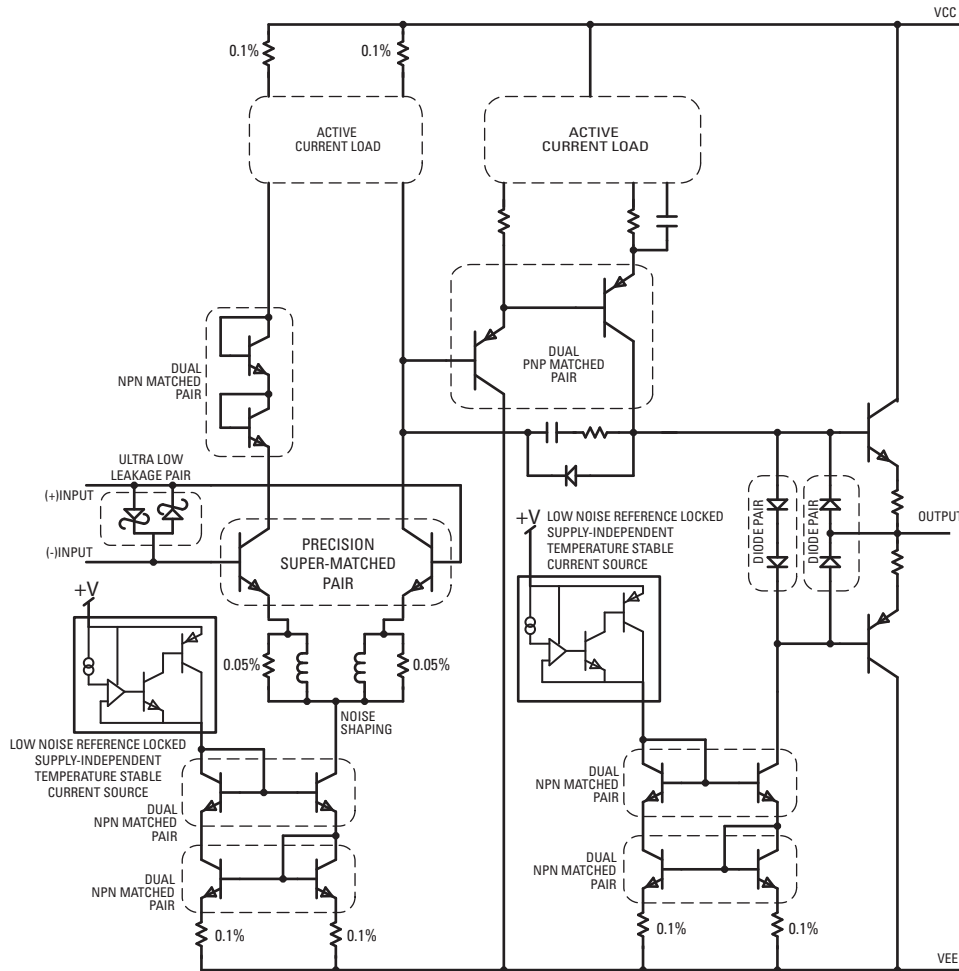 VCC
0.1%
0.1%
ACTIVE
CURRENT LOAD
ACTIVE
CURRENT LOAD
DUAL
NPN MATCHED
PAIR
DUAL
PNP MATCHED
PAIR
ULTRA LOW
LEAKAGE PAIR
(+)INPUT
(-)INPUT
PRECISION
SUPER-MATCHED
PAIR
+V
LOW NOISE REFERENCE LOCKED
SUPPLY-INDEPENDENT
TEMPERATURE STABLE
CURRENT SOURCE
DIODE PAIR
DIODE PAIR
OUTPUT
+V
0.05%
0.05%
NOISE
SHAPING
LOW NOISE REFERENCE LOCKED
SUPPLY-INDEPENDENT
TEMPERATURE STABLE
CURRENT SOURCE
DUAL
NPN MATCHED
PAIR
DUAL
NPN MATCHED
PAIR
DUAL
NPN MATCHED
PAIR
DUAL
NPN MATCHED
PAIR
0.1%
0.1%
0.1%
0.1%
VEE